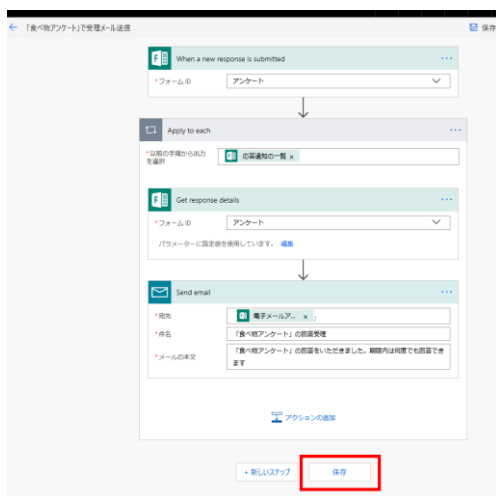 「食べ物アンケート」で受理メール送信
保存
When a new response is submitted
*フォーム ID
アンケート
Apply to each
*以前の手順から出力を選択
応答通知の一覧 ×
Get response details
*フォーム ID
アンケート
パラメーターに既定値を使用しています。 編集
Send email
*宛先
電子メールア... × ;
*件名
「食べ物アンケート」の回答受理
*メールの本文
「食べ物アンケート」の回答をいただきました。期限内は何度でも回答でき
ます
アクションの追加
+ 新しいステップ
保存